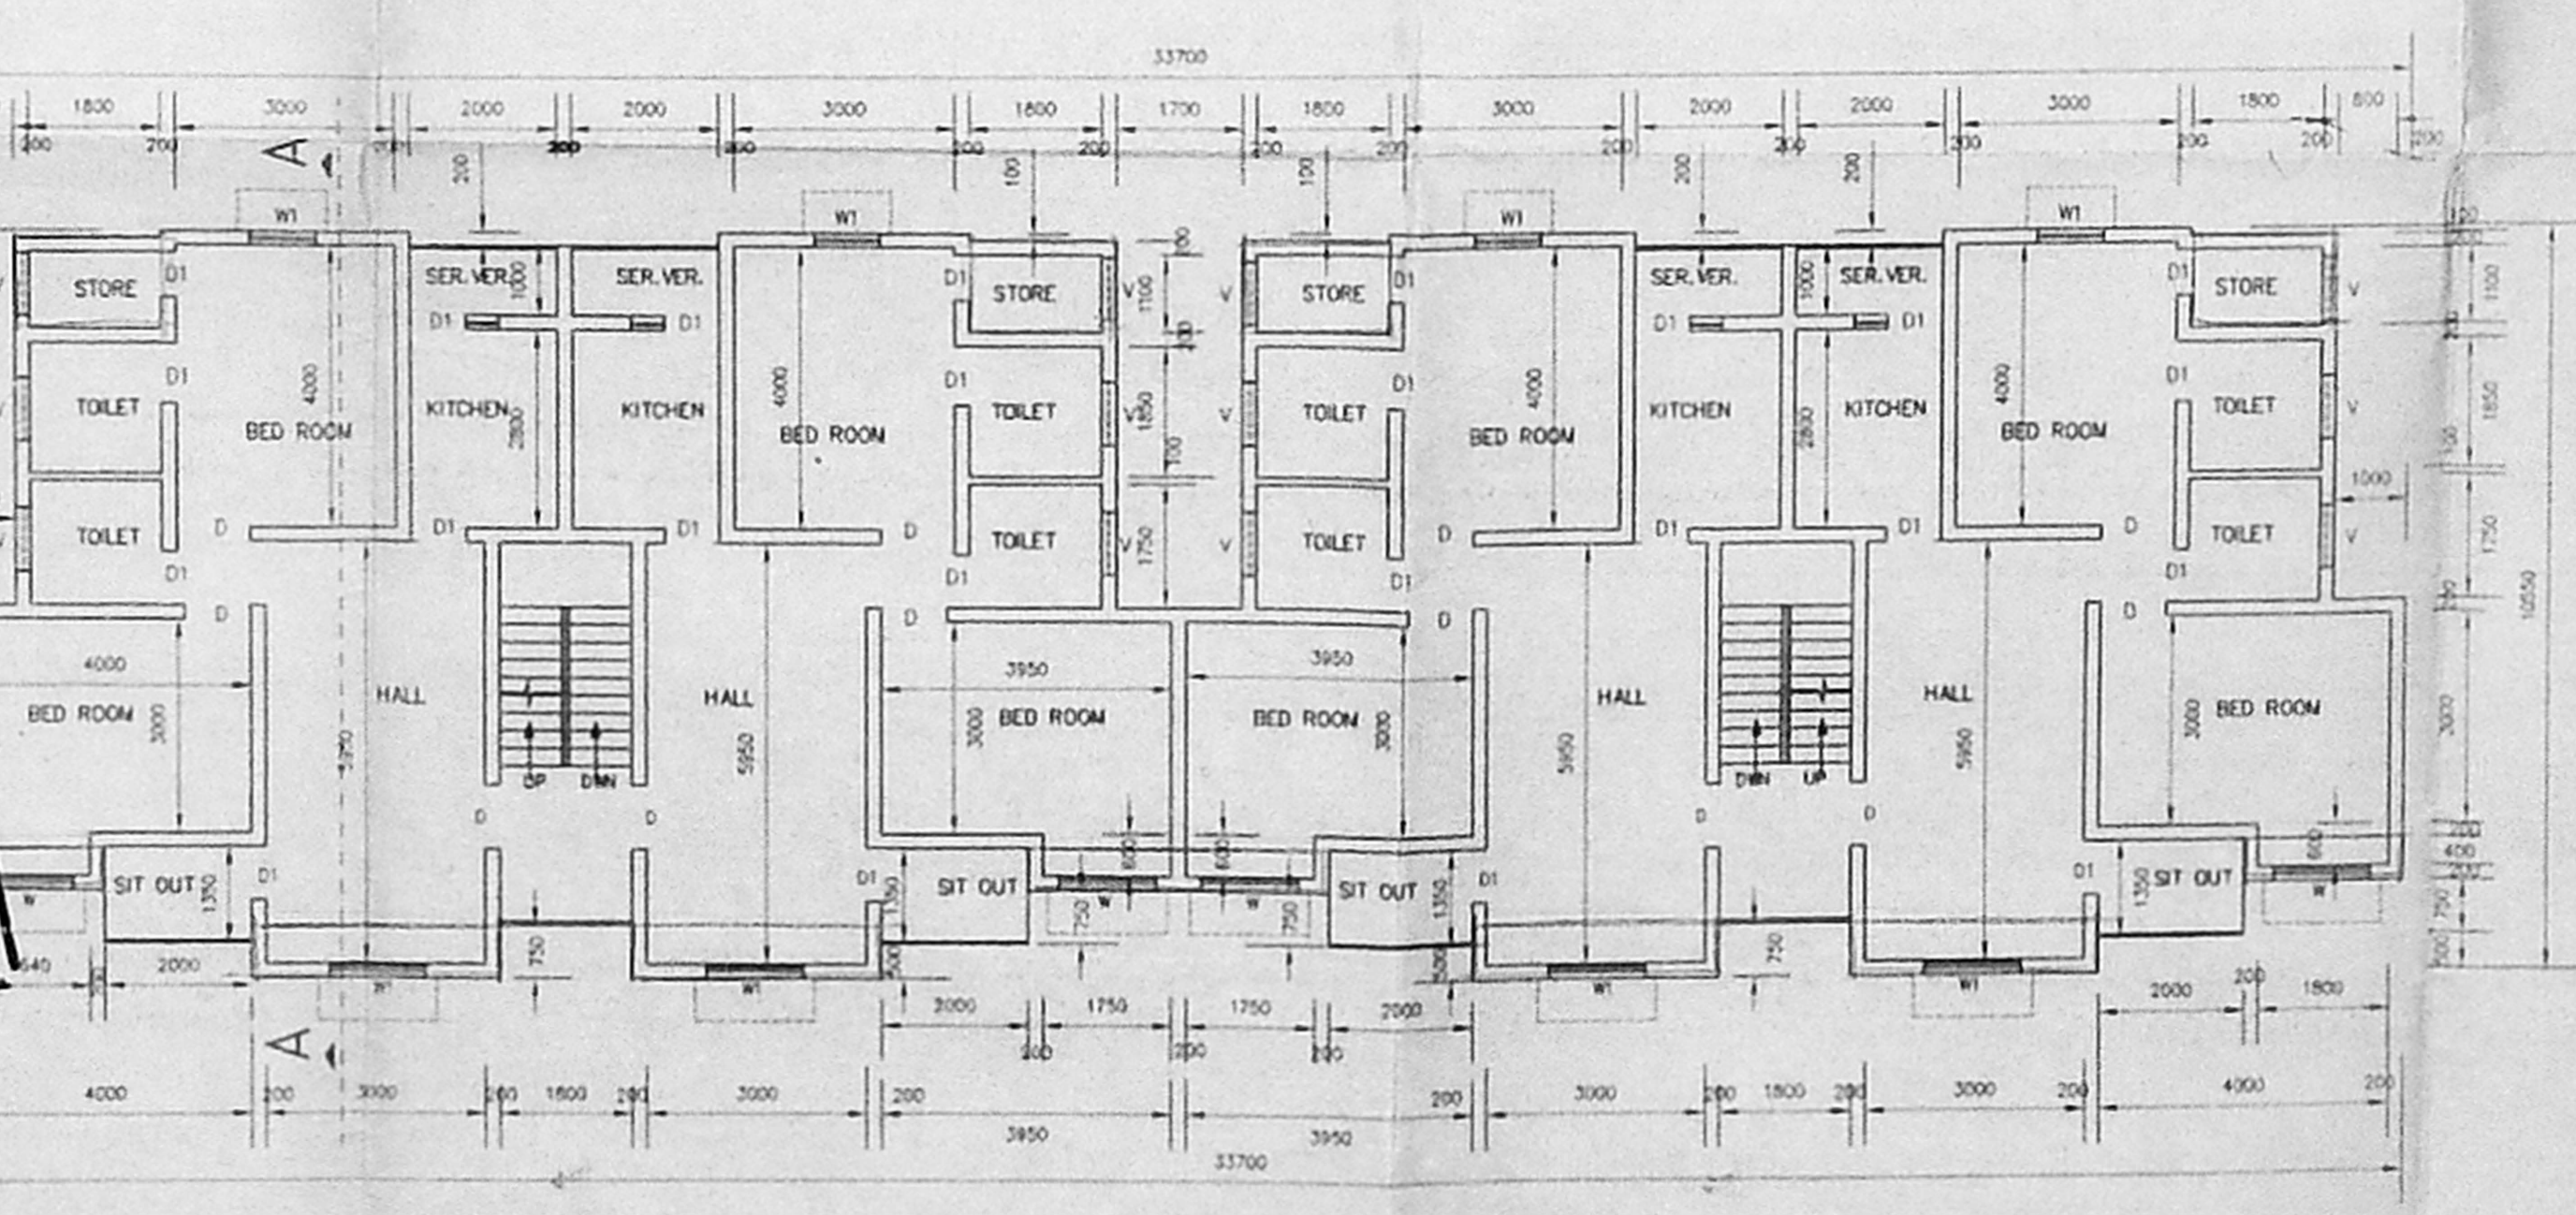 33700
1800 3000 2000 2000 3000 1800 1700 1800 3000 2000 2000 3000 1800 800
200 200 200 200 200 200 200 200 200 200 200 200 200 200
A
200 100 100 200 200
W1 W1 W1 W1
STORE D1 SER.VER. 1000 SER.VER. D1 STORE V 1100 V STORE D1 SER.VER. 1000 SER.VER. D1 STORE V 1100
D1 D1 D1 D1
TOILET D1 4000 KITCHEN 2800 KITCHEN 4000 D1 TOILET V 1850 V TOILET D1 4000 KITCHEN 2800 KITCHEN 4000 D1 TOILET V 1850
BED ROOM BED ROOM 100 BED ROOM BED ROOM 100
1000
TOILET D D1 D1 D TOILET V 1750 V TOILET D D1 D1 D TOILET V 1750
D1 D1 D1 D1
D D D D
10550
4000 3950 3950
BED ROOM 3000 HALL HALL 3000 BED ROOM BED ROOM 3000 HALL HALL 3000 BED ROOM 3000
5950 5950 5950
UP DWN DWN UP
D D D D
600 600 600 200
400
200
SIT OUT 1350 D1 D1 1350 SIT OUT SIT OUT 1350 D1 D1 1350 SIT OUT
W W W W
750 750 750 750 750
2000 500 500
W1 W1 W1 W1
2000 1750 1750 2000 2000 200 1800
200 200 200
A
4000 200 3000 200 1800 200 3000 200 200 3000 200 1800 200 3000 200 4000 200
3950 3950
33700